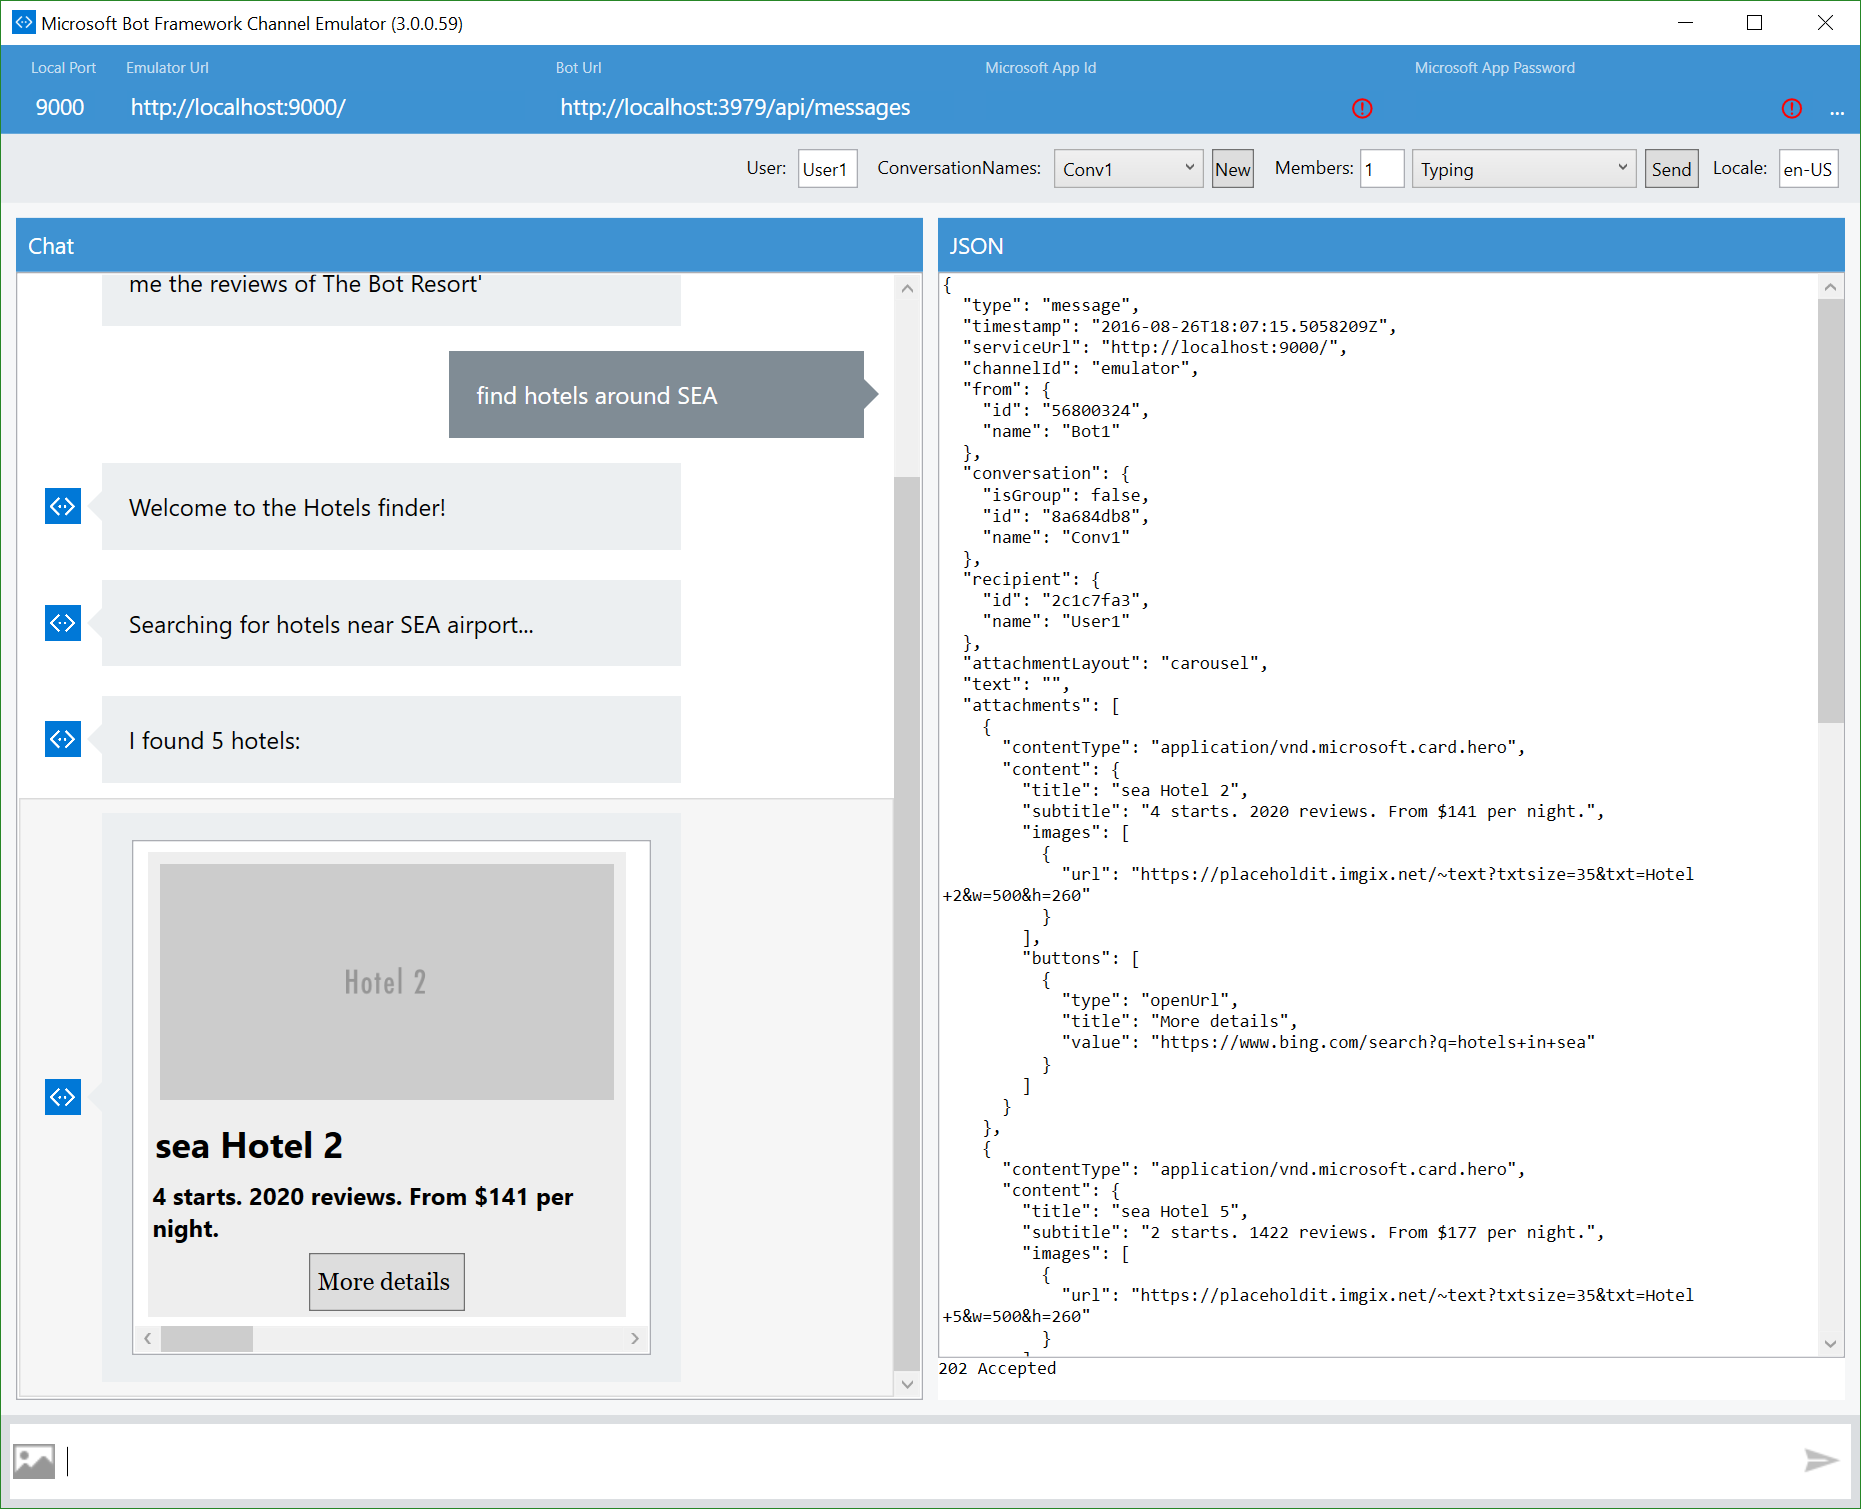 Microsoft Bot Framework Channel Emulator (3.0.0.59)
Local Port
Emulator Url
Bot Url
Microsoft App Id
Microsoft App Password
9000
http://localhost:9000/
http://localhost:3979/api/messages
...
User:
User1
ConversationNames:
Conv1
New
Members:
1
Typing
Send
Locale:
en-US
Chat
me the reviews of The Bot Resort'
find hotels around SEA
Welcome to the Hotels finder!
Searching for hotels near SEA airport...
I found 5 hotels:
Hotel 2
sea Hotel 2
4 starts. 2020 reviews. From $141 per
night.
More details
JSON
{
"type": "message",
"timestamp": "2016-08-26T18:07:15.5058209Z",
"serviceUrl": "http://localhost:9000/",
"channelId": "emulator",
"from": {
"id": "56800324",
"name": "Bot1"
},
"conversation": {
"isGroup": false,
"id": "8a684db8",
"name": "Conv1"
},
"recipient": {
"id": "2c1c7fa3",
"name": "User1"
},
"attachmentLayout": "carousel",
"text": "",
"attachments": [
{
"contentType": "application/vnd.microsoft.card.hero",
"content": {
"title": "sea Hotel 2",
"subtitle": "4 starts. 2020 reviews. From $141 per night.",
"images": [
{
"url": "https://placeholdit.imgix.net/~text?txtsize=35&txt=Hotel
+2&w=500&h=260"
}
],
"buttons": [
{
"type": "openUrl",
"title": "More details",
"value": "https://www.bing.com/search?q=hotels+in+sea"
}
]
}
},
{
"contentType": "application/vnd.microsoft.card.hero",
"content": {
"title": "sea Hotel 5",
"subtitle": "2 starts. 1422 reviews. From $177 per night.",
"images": [
{
"url": "https://placeholdit.imgix.net/~text?txtsize=35&txt=Hotel
+5&w=500&h=260"
}
202 Accepted